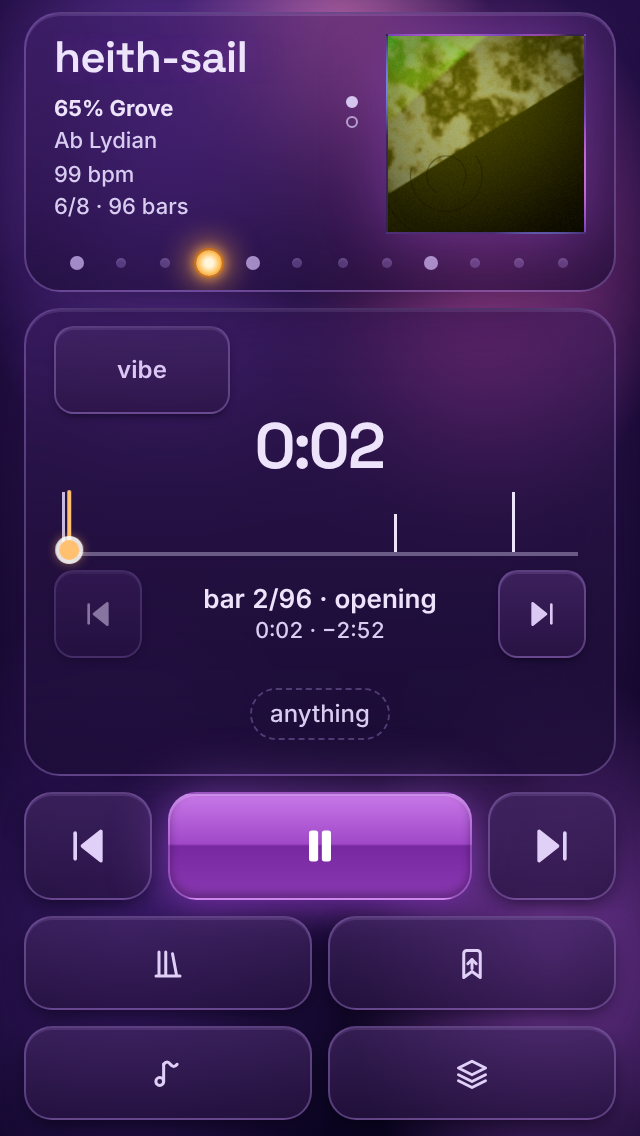 heith-sail
65% Grove
Ab Lydian
99 bpm
6/8 · 96 bars
vibe
0:02
bar 2/96 · opening
0:02 · −2:52
anything